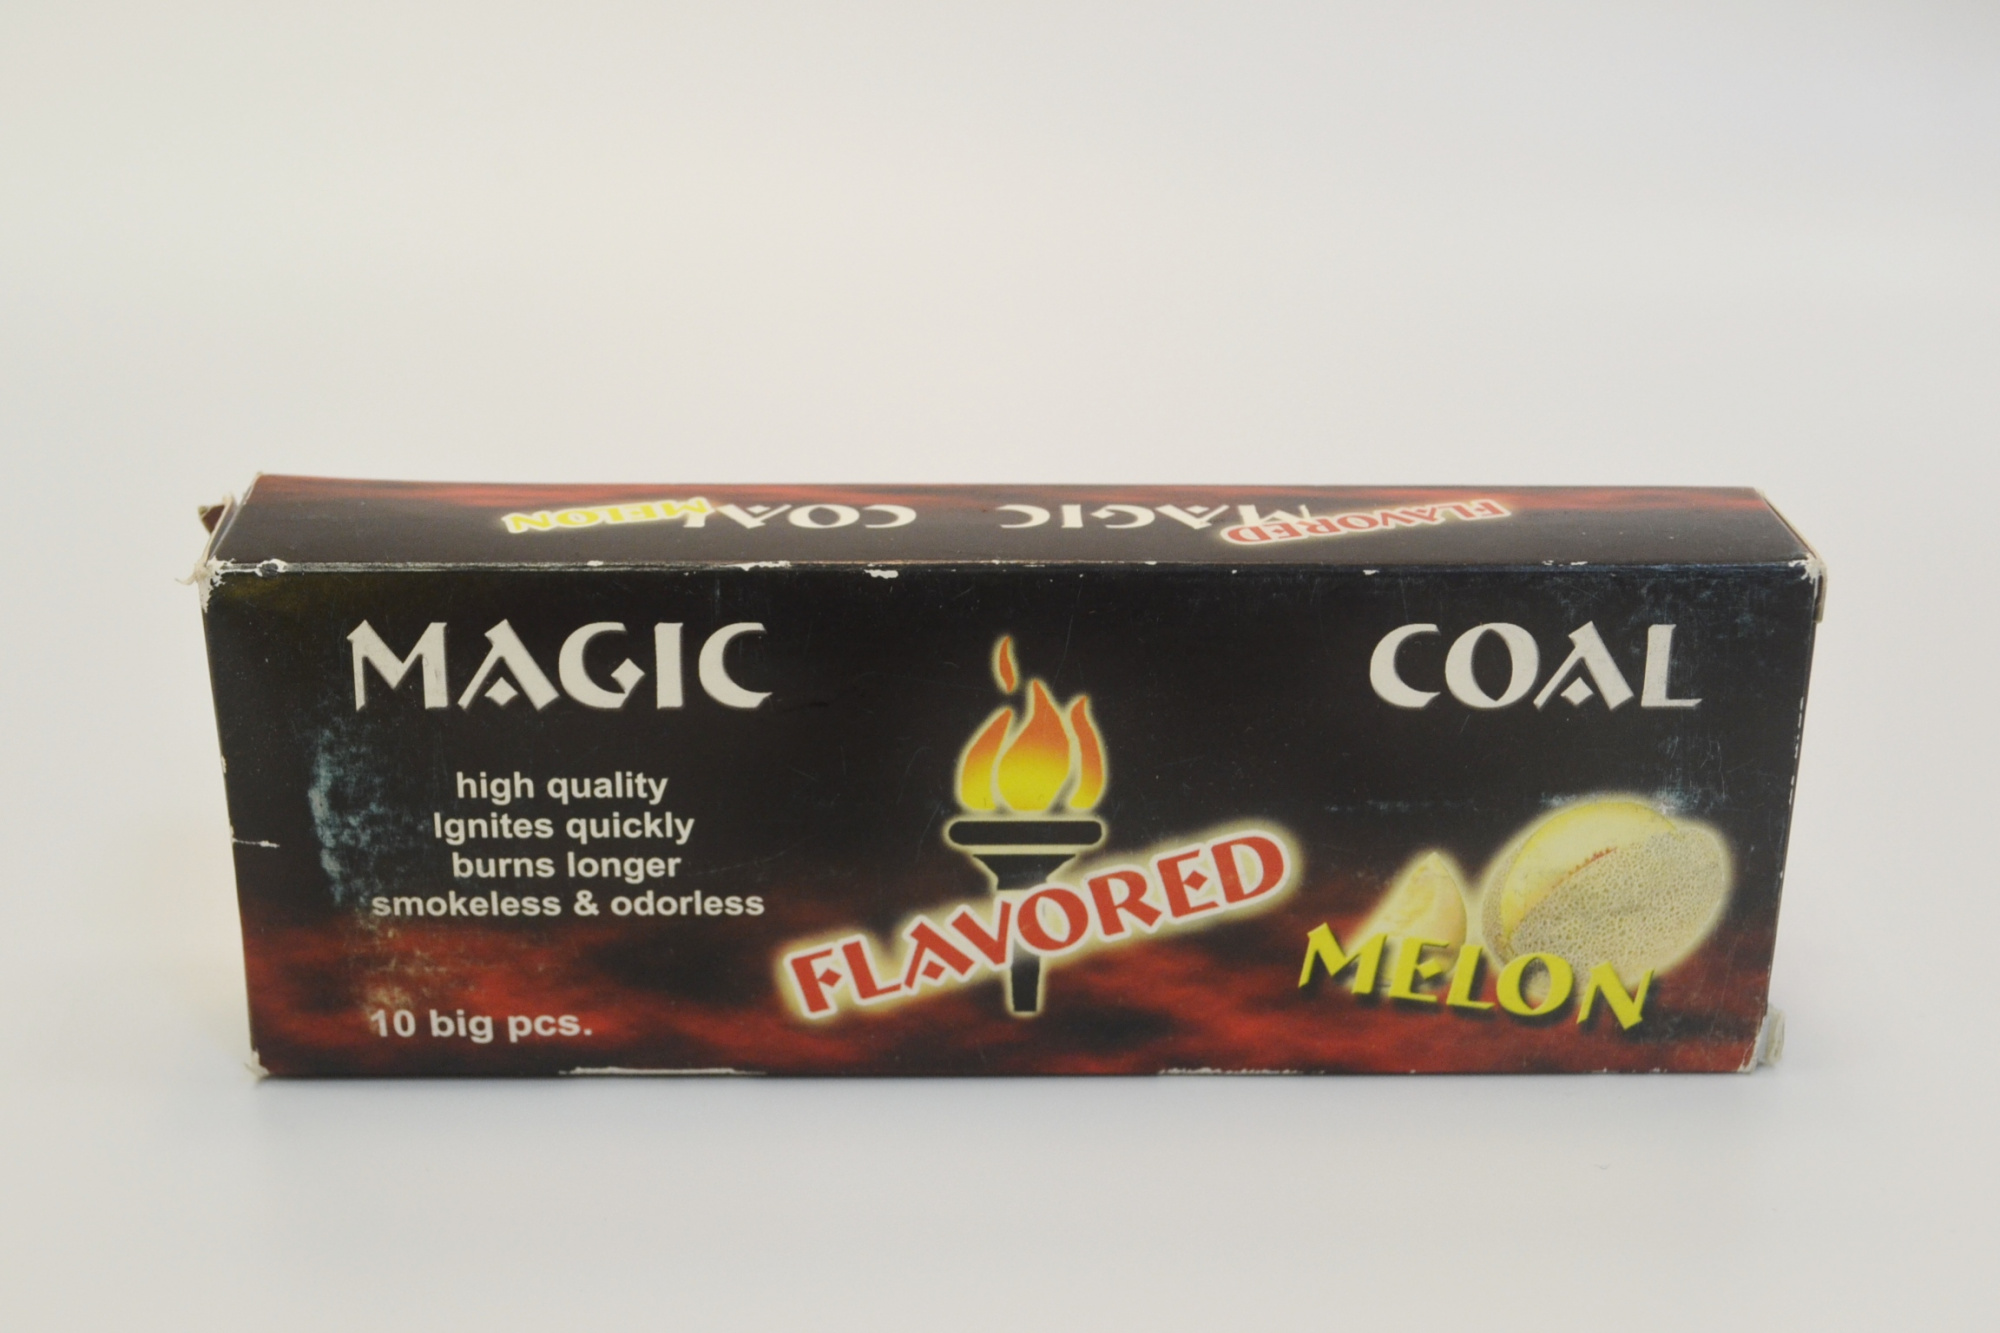 MELON COAL MAGIC FLAVORED
MAGIC COAL
high quality
Ignites quickly
burns longer
smokeless & odorless
FLAVORED
MELON
10 big pcs.